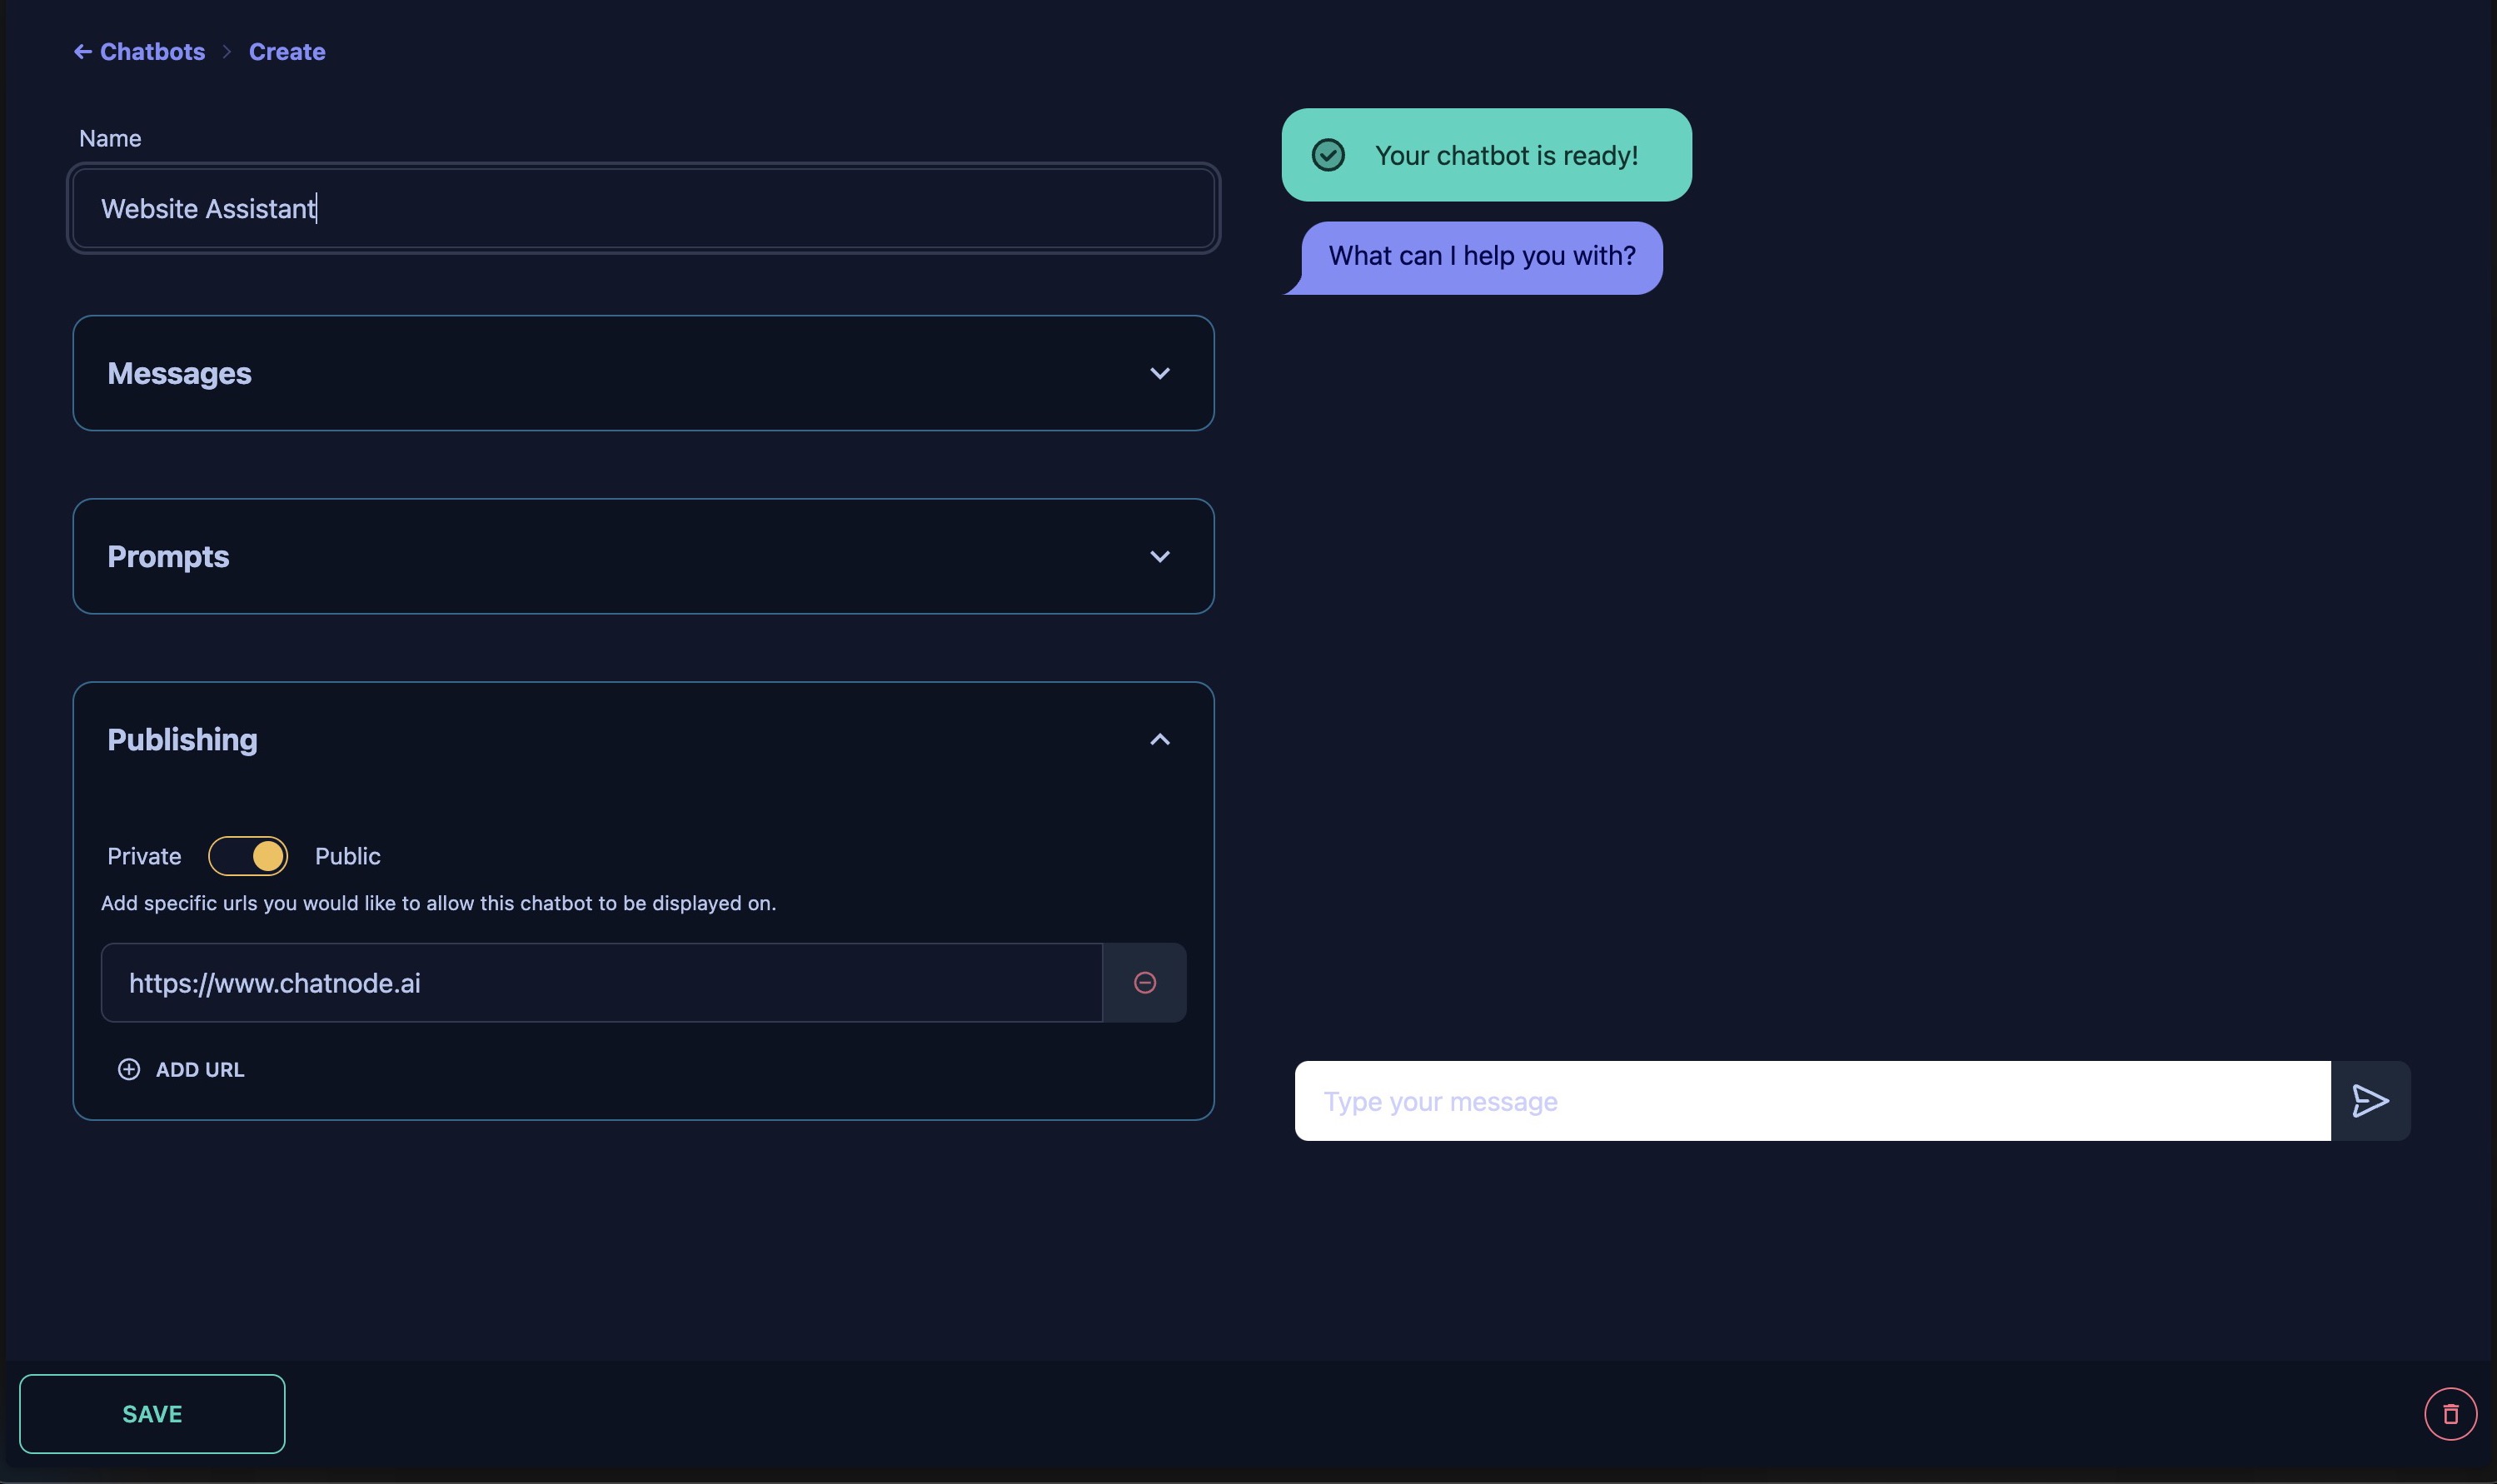 Chatbots > Create
Name
Website Assistant
Messages
Prompts
Publishing
Private Public
Add specific urls you would like to allow this chatbot to be displayed on.
https://www.chatnode.ai
ADD URL
Your chatbot is ready!
What can I help you with?
Type your message
SAVE